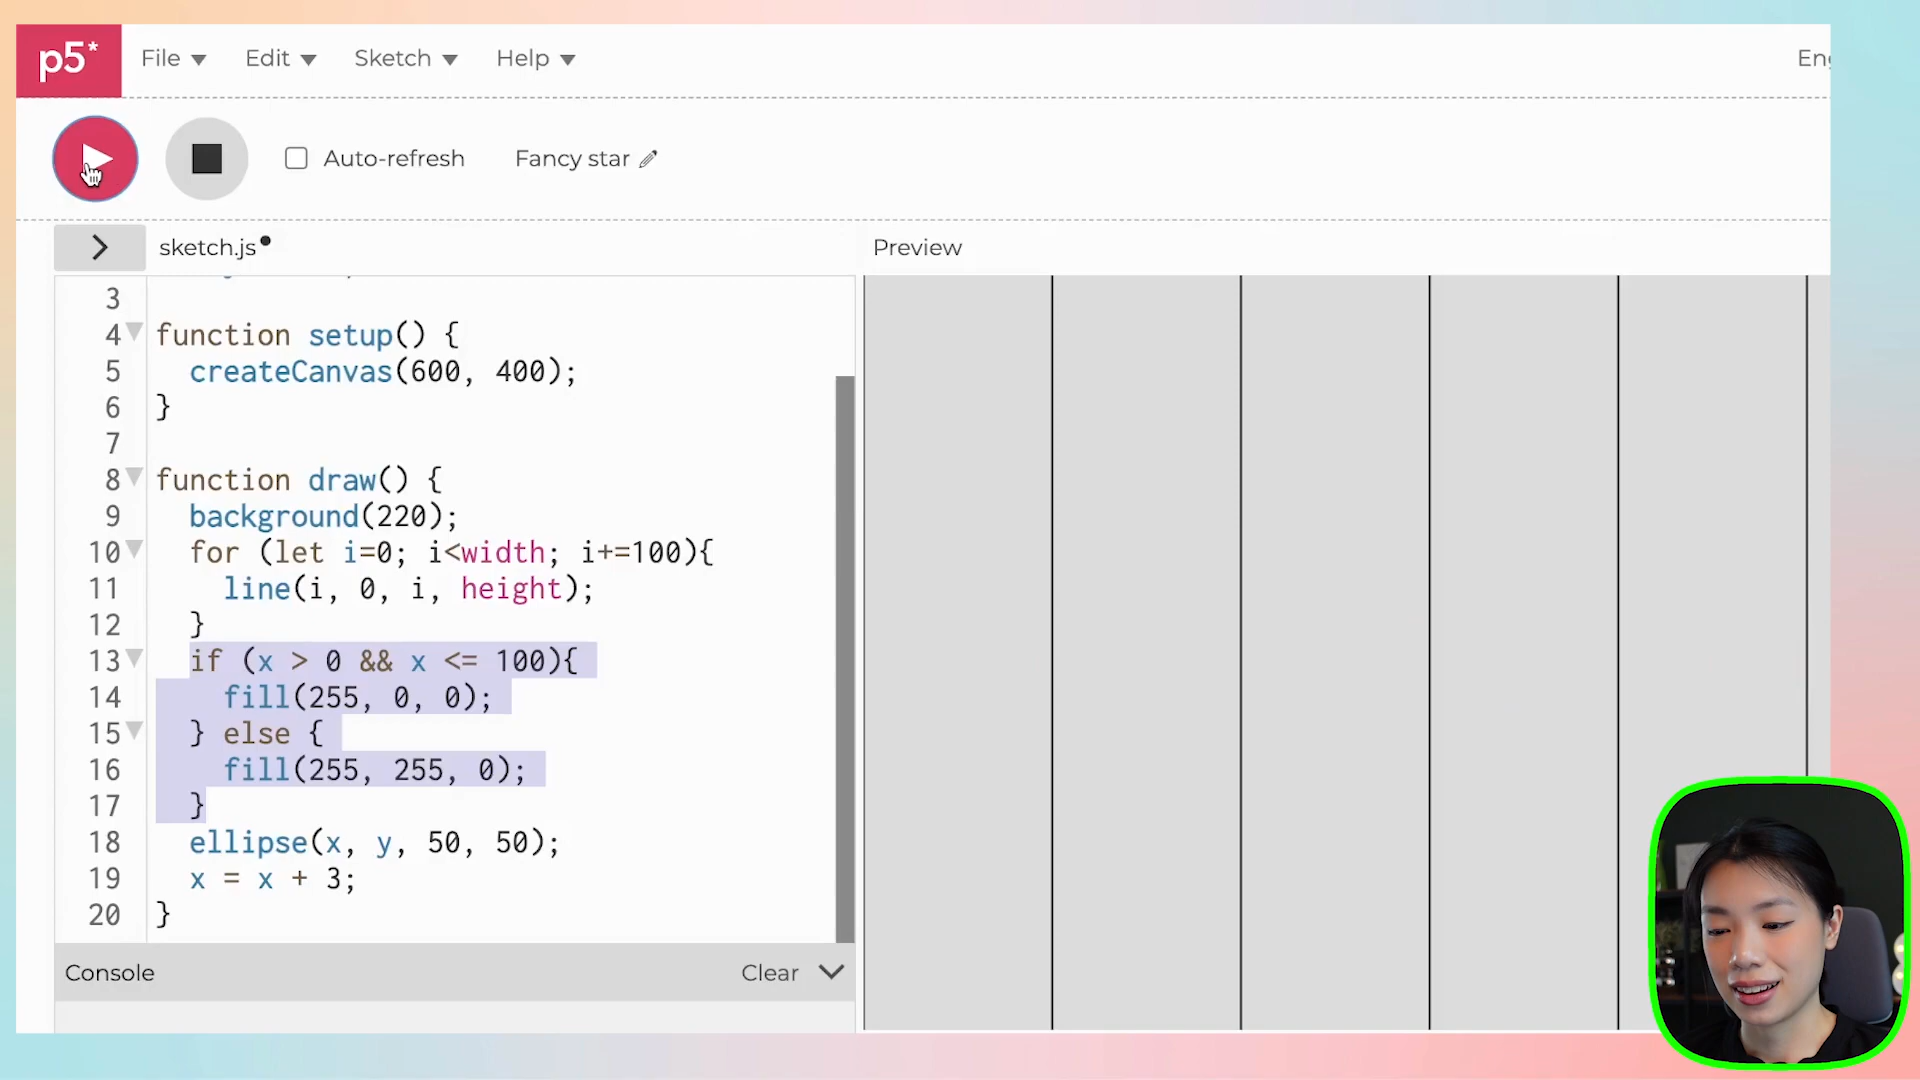 p5* File Edit Sketch Help
Auto-refresh Fancy star
sketch.js Preview
3
4 function setup() {
5 createCanvas(600, 400);
6 }
7
8 function draw() {
9 background(220);
10 for (let i=0; i<width; i+=100){
11 line(i, 0, i, height);
12 }
13 if (x > 0 && x <= 100){
14 fill(255, 0, 0);
15 } else {
16 fill(255, 255, 0);
17 }
18 ellipse(x, y, 50, 50);
19 x = x + 3;
20 }
Console Clear